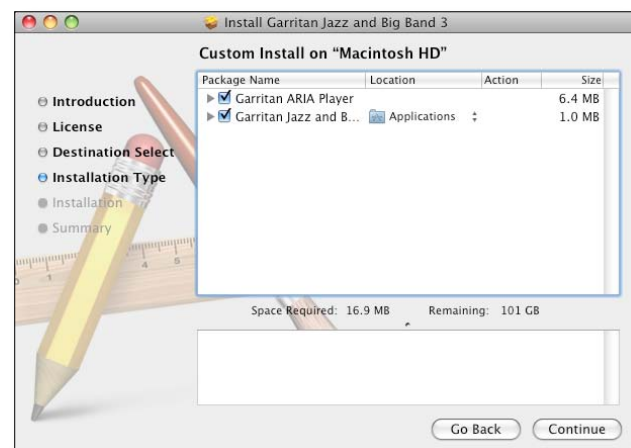 Install Garritan Jazz and Big Band 3
Custom Install on “Macintosh HD”
Introduction
License
Destination Select
Installation Type
Installation
Summary
Package Name Location Action Size
Garritan ARIA Player 6.4 MB
Garritan Jazz and B... Applications 1.0 MB
Space Required: 16.9 MB Remaining: 101 GB
Go Back Continue